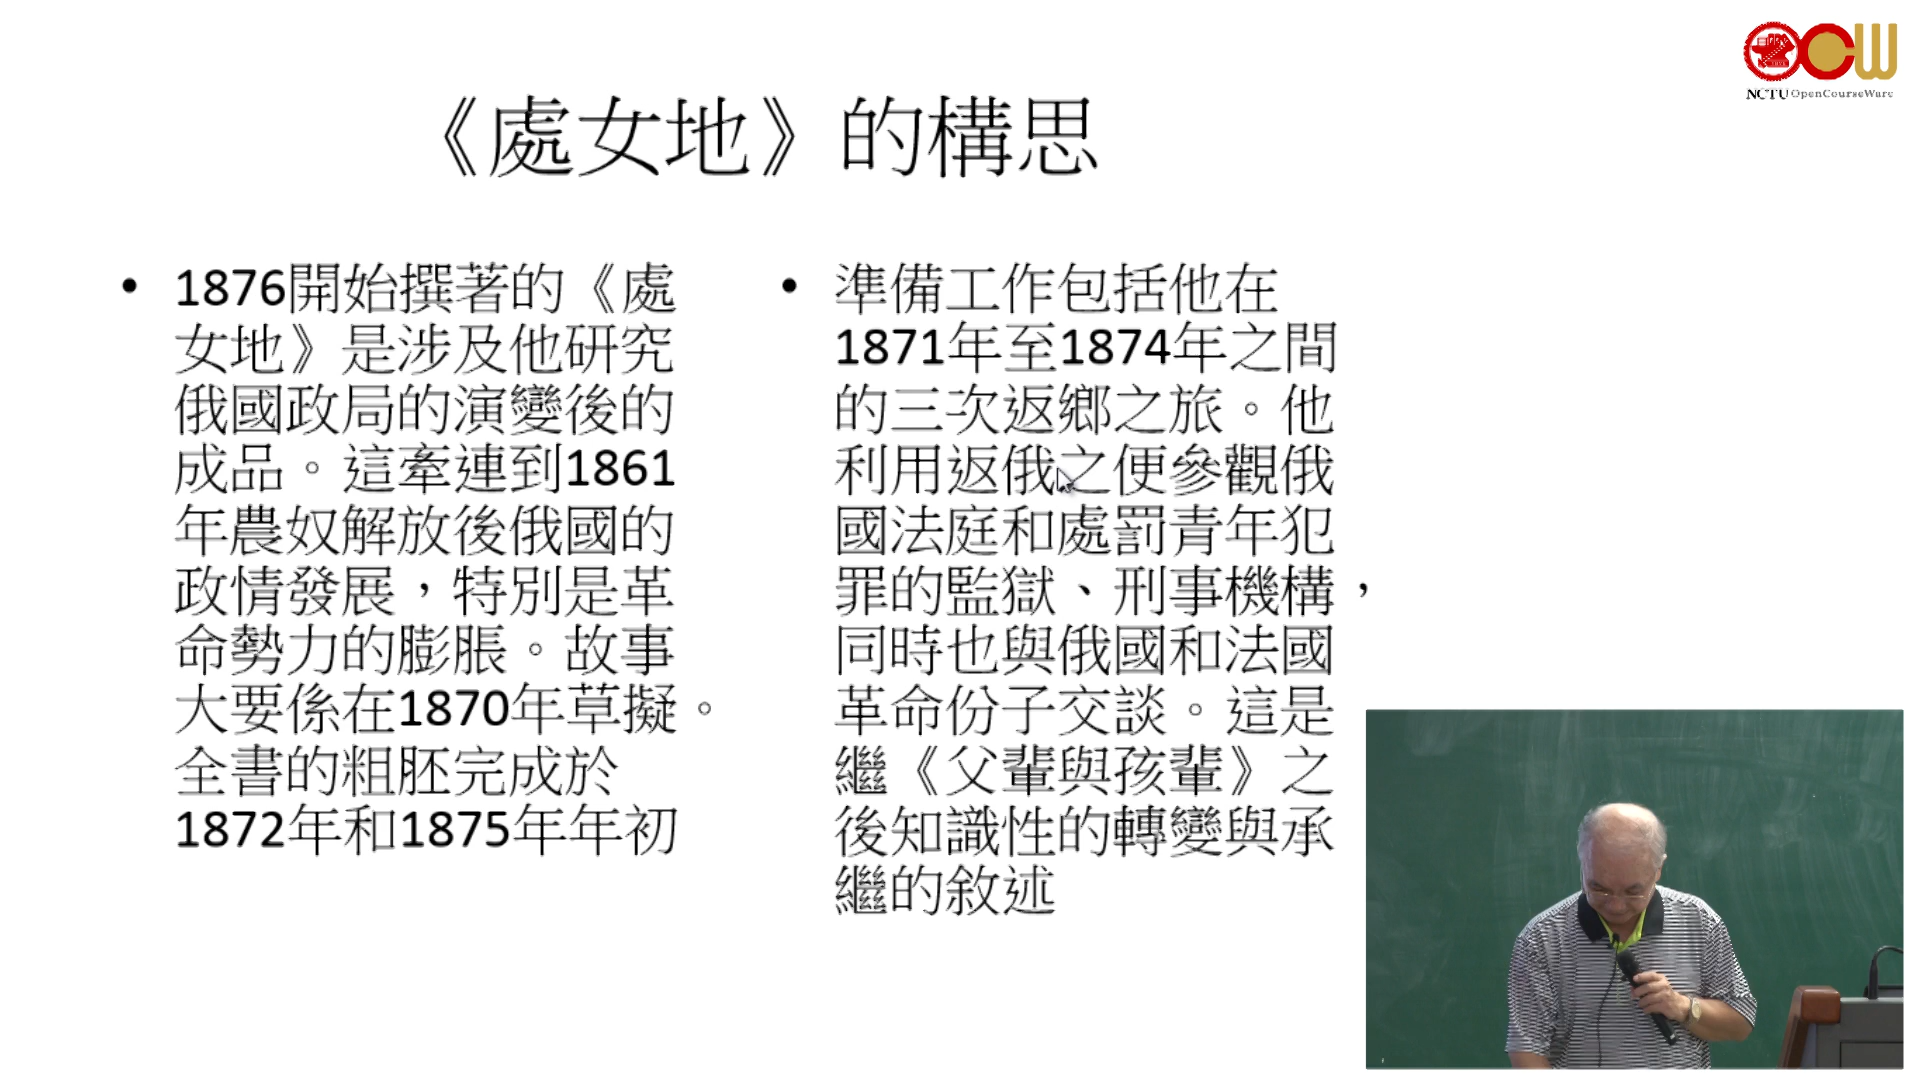 OCW
NCTU OpenCourseWare
《處女地》的構思
• 1876開始撰著的《處
女地》是涉及他研究
俄國政局的演變後的
成品。這牽連到1861
年農奴解放後俄國的
政情發展，特別是革
命勢力的膨脹。故事
大要係在1870年草擬。
全書的粗胚完成於
1872年和1875年年初
• 準備工作包括他在
1871年至1874年之間
的三次返鄉之旅。他
利用返俄之便參觀俄
國法庭和處罰青年犯
罪的監獄、刑事機構，
同時也與俄國和法國
革命份子交談。這是
繼《父輩與孩輩》之
後知識性的轉變與承
繼的敘述